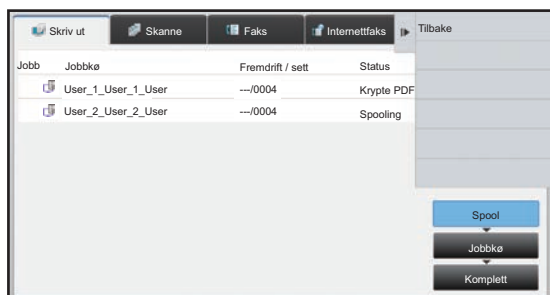 Skriv ut Skanne Faks Internettfaks Tilbake
Jobb Jobbkø Fremdrift / sett Status
User_1_User_1_User ---/0004 Krypte PDF
User_2_User_2_User ---/0004 Spooling
Spool
Jobbkø
Komplett